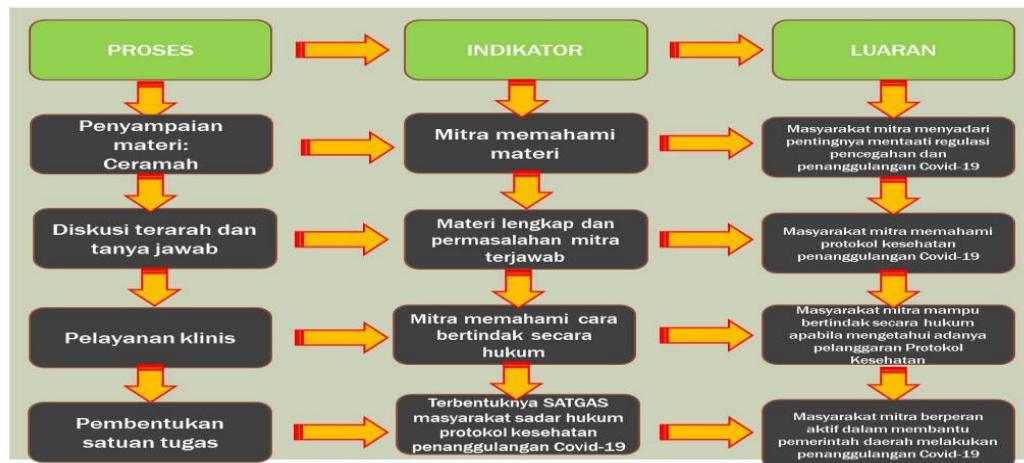 PROSES
INDIKATOR
LUARAN
Penyampaian
materi:
Ceramah
Mitra memahami
materi
Masyarakat mitra menyadari
pentingnya mentaati regulasi
pencegahan dan
penanggulangan Covid-19
Diskusi terarah dan
tanya jawab
Materi lengkap dan
permasalahan mitra
terjawab
Masyarakat mitra memahami
protokol kesehatan
penanggulangan Covid-19
Pelayanan klinis
Mitra memahami cara
bertindak secara
hukum
Masyarakat mitra mampu
bertindak secara hukum
apabila mengetahui adanya
pelanggaran Protokol
Kesehatan
Pembentukan
satuan tugas
Terbentuknya SATGAS
masyarakat sadar hukum
protokol kesehatan
penanganan Covid-19
Masyarakat mitra berperan
aktif dalam membantu
pemerintah daerah melakukan
penanggulangan Covid-19